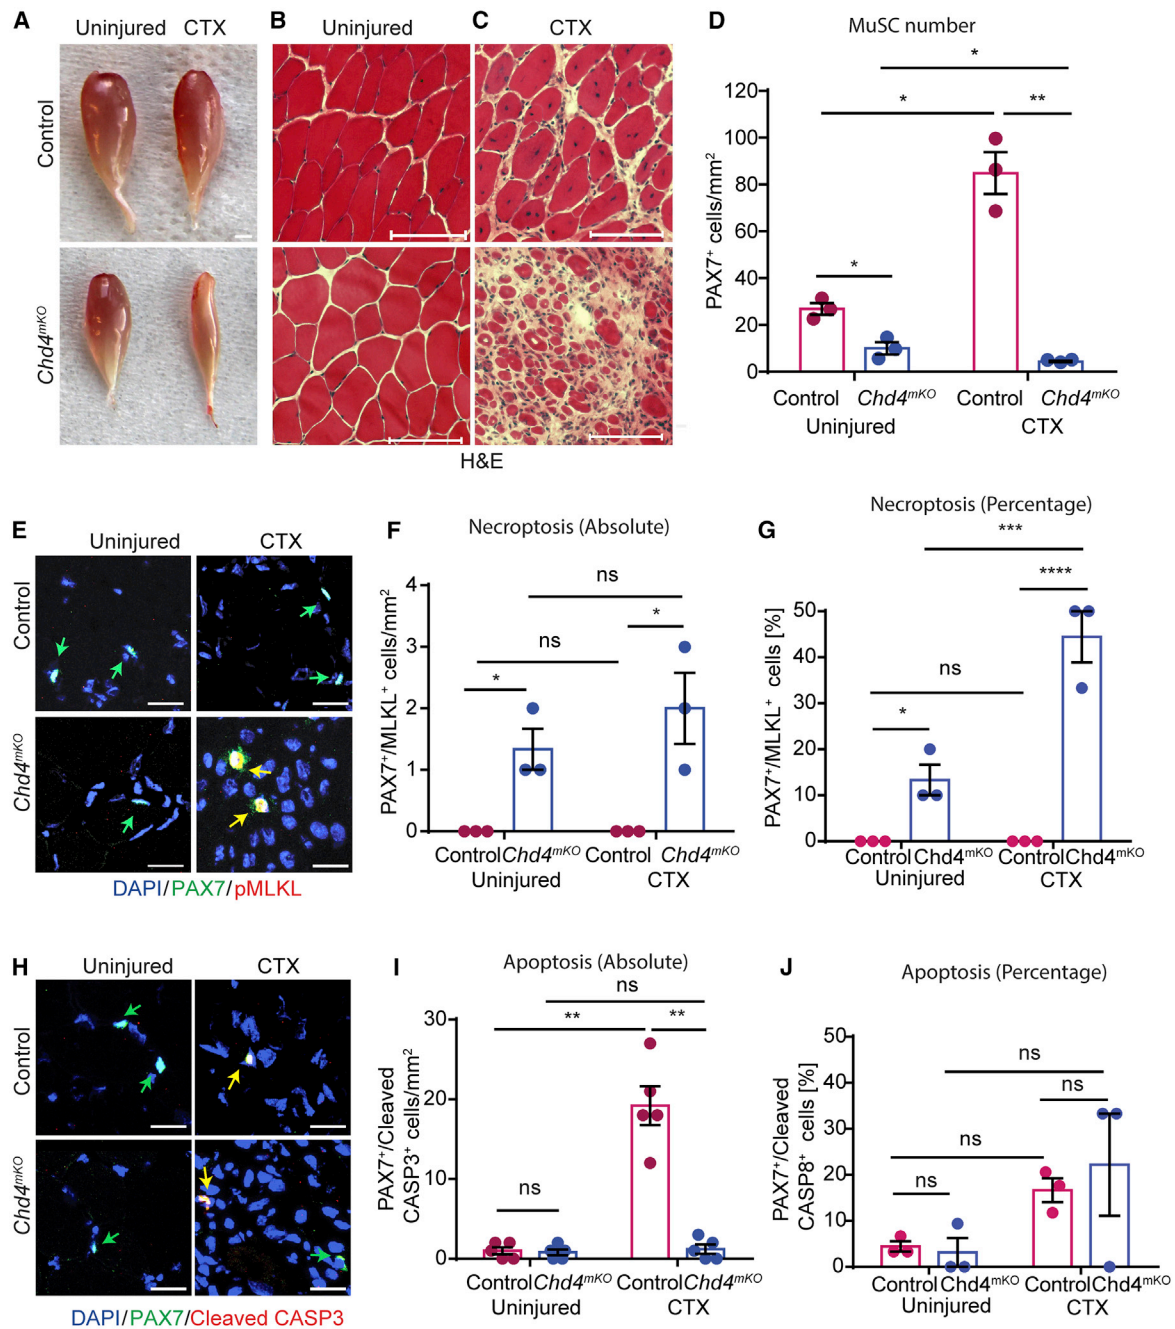 A
Uninjured CTX
B
Uninjured
C
CTX
Control
Chd4mKO
H&E
D
MuSC number
*
* **
*
PAX7+ cells/mm2
120
100
80
60
40
20
0
Control Chd4mKO Control Chd4mKO
Uninjured CTX
E
Uninjured CTX
Control
Chd4mKO
DAPI/PAX7/pMLKL
F
Necroptosis (Absolute)
ns
*
ns
*
PAX7+/MLKL+ cells/mm2
4
3
2
1
0
Control Chd4mKO Control Chd4mKO
Uninjured CTX
G
Necroptosis (Percentage)
***
****
ns
*
PAX7+/MLKL+ cells [%]
50
40
30
20
10
0
Control Chd4mKO Control Chd4mKO
Uninjured CTX
H
Uninjured CTX
Control
Chd4mKO
DAPI/PAX7/Cleaved CASP3
I
Apoptosis (Absolute)
ns
** **
ns
PAX7+/Cleaved
CASP3+ cells/mm2
30
20
10
0
Control Chd4mKO Control Chd4mKO
Uninjured CTX
J
Apoptosis (Percentage)
ns
ns
ns
ns
PAX7+/Cleaved
CASP8+ cells [%]
50
40
30
20
10
0
Control Chd4mKO Control Chd4mKO
Uninjured CTX